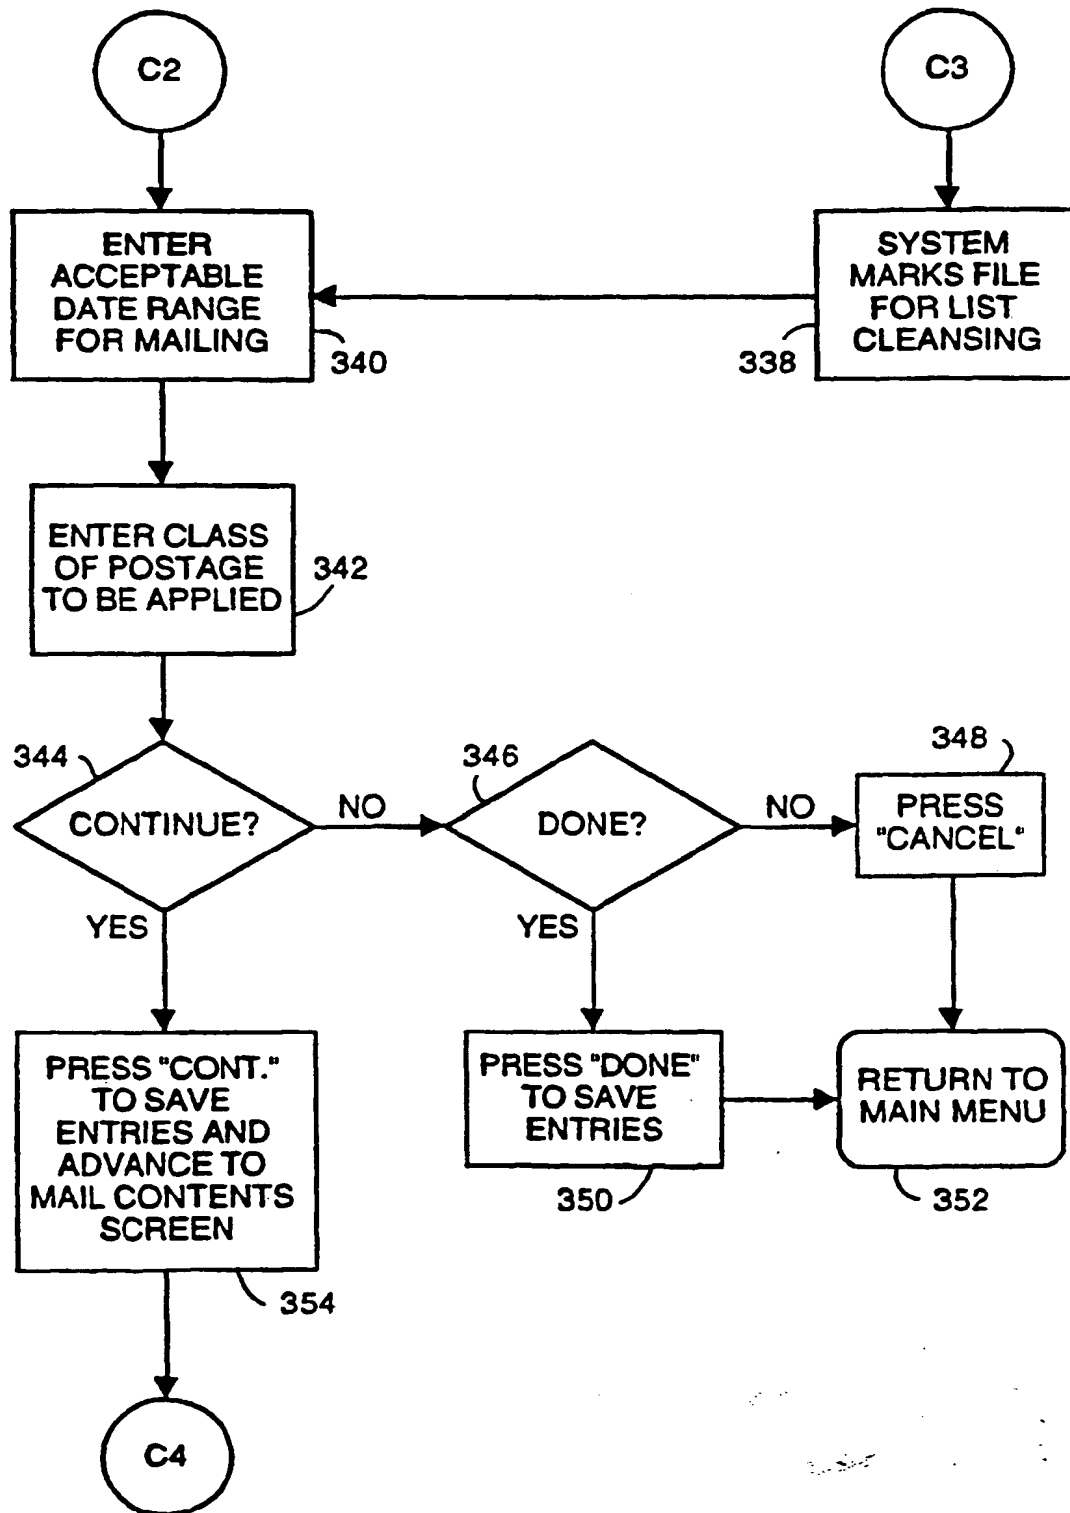 C2
C3
ENTER
ACCEPTABLE
DATE RANGE
FOR MAILING
340
SYSTEM
MARKS FILE
FOR LIST
CLEANSING
338
ENTER CLASS
OF POSTAGE
TO BE APPLIED
342
344
CONTINUE?
NO
YES
346
DONE?
NO
YES
348
PRESS
"CANCEL"
PRESS "CONT."
TO SAVE
ENTRIES AND
ADVANCE TO
MAIL CONTENTS
SCREEN
354
PRESS "DONE"
TO SAVE
ENTRIES
350
RETURN TO
MAIN MENU
352
C4